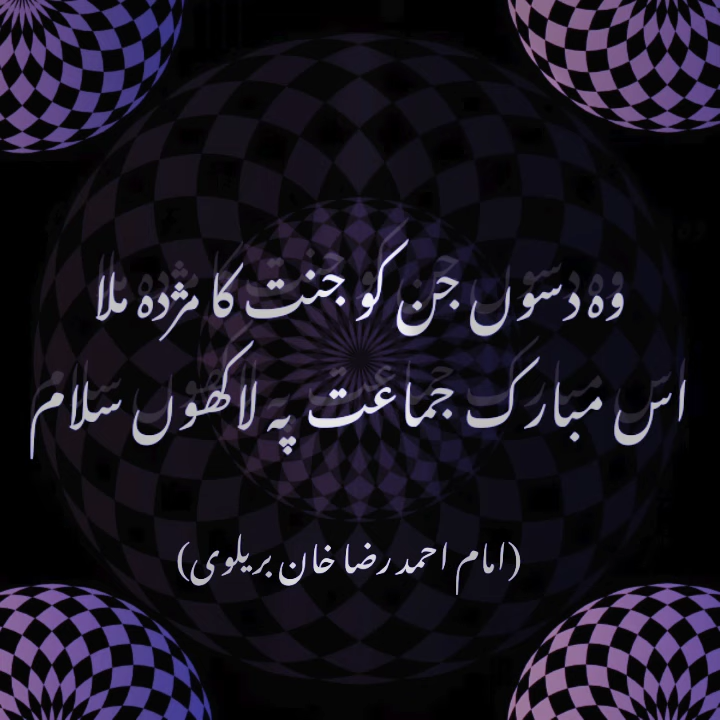 وہ دسوں جن کو جنت کا مژدہ ملا
اس مبارک جماعت پہ لاکھوں سلام
(امام احمد رضا خان بریلوی)